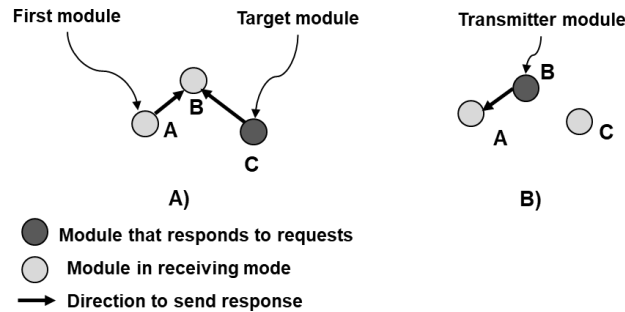 First module
Target module
Transmitter module
B
A
C
B
A
C
A)
B)
Module that responds to requests
Module in receiving mode
Direction to send response